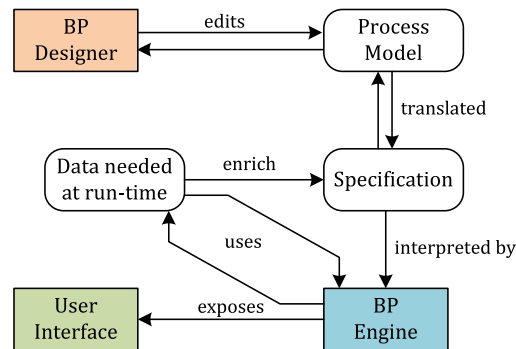 BP
Designer
edits
Process
Model
translated
Data needed
at run-time
enrich
Specification
uses
interpreted by
User
Interface
exposes
BP
Engine